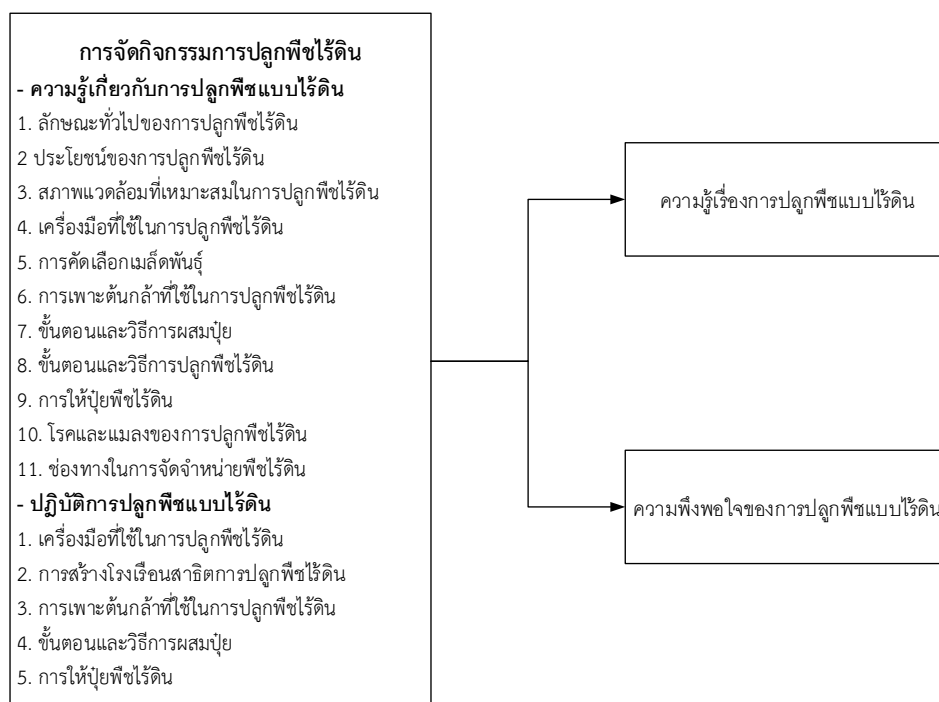 การจัดกิจกรรมการปลูกพืชไร้ดิน
- ความรู้เกี่ยวกับการปลูกพืชแบบไร้ดิน
1. ลักษณะทั่วไปของการปลูกพืชไร้ดิน
2 ประโยชน์ของการปลูกพืชไร้ดิน
3. สภาพแวดล้อมที่เหมาะสมในการปลูกพืชไร้ดิน
4. เครื่องมือที่ใช้ในการปลูกพืชไร้ดิน
5. การคัดเลือกเมล็ดพันธุ์
6. การเพาะต้นกล้าที่ใช้ในการปลูกพืชไร้ดิน
7. ขั้นตอนและวิธีการผสมปุ๋ย
8. ขั้นตอนและวิธีการปลูกพืชไร้ดิน
9. การให้ปุ๋ยพืชไร้ดิน
10. โรคและแมลงของการปลูกพืชไร้ดิน
11. ช่องทางในการจัดจำหน่ายพืชไร้ดิน
- ปฎิบัติการปลูกพืชแบบไร้ดิน
1. เครื่องมือที่ใช้ในการปลูกพืชไร้ดิน
2. การสร้างโรงเรือนสาธิตการปลูกพืชไร้ดิน
3. การเพาะต้นกล้าที่ใช้ในการปลูกพืชไร้ดิน
4. ขั้นตอนและวิธีการผสมปุ๋ย
5. การให้ปุ๋ยพืชไร้ดิน
ความรู้เรื่องการปลูกพืชแบบไร้ดิน
ความพึงพอใจของการปลูกพืชแบบไร้ดิน